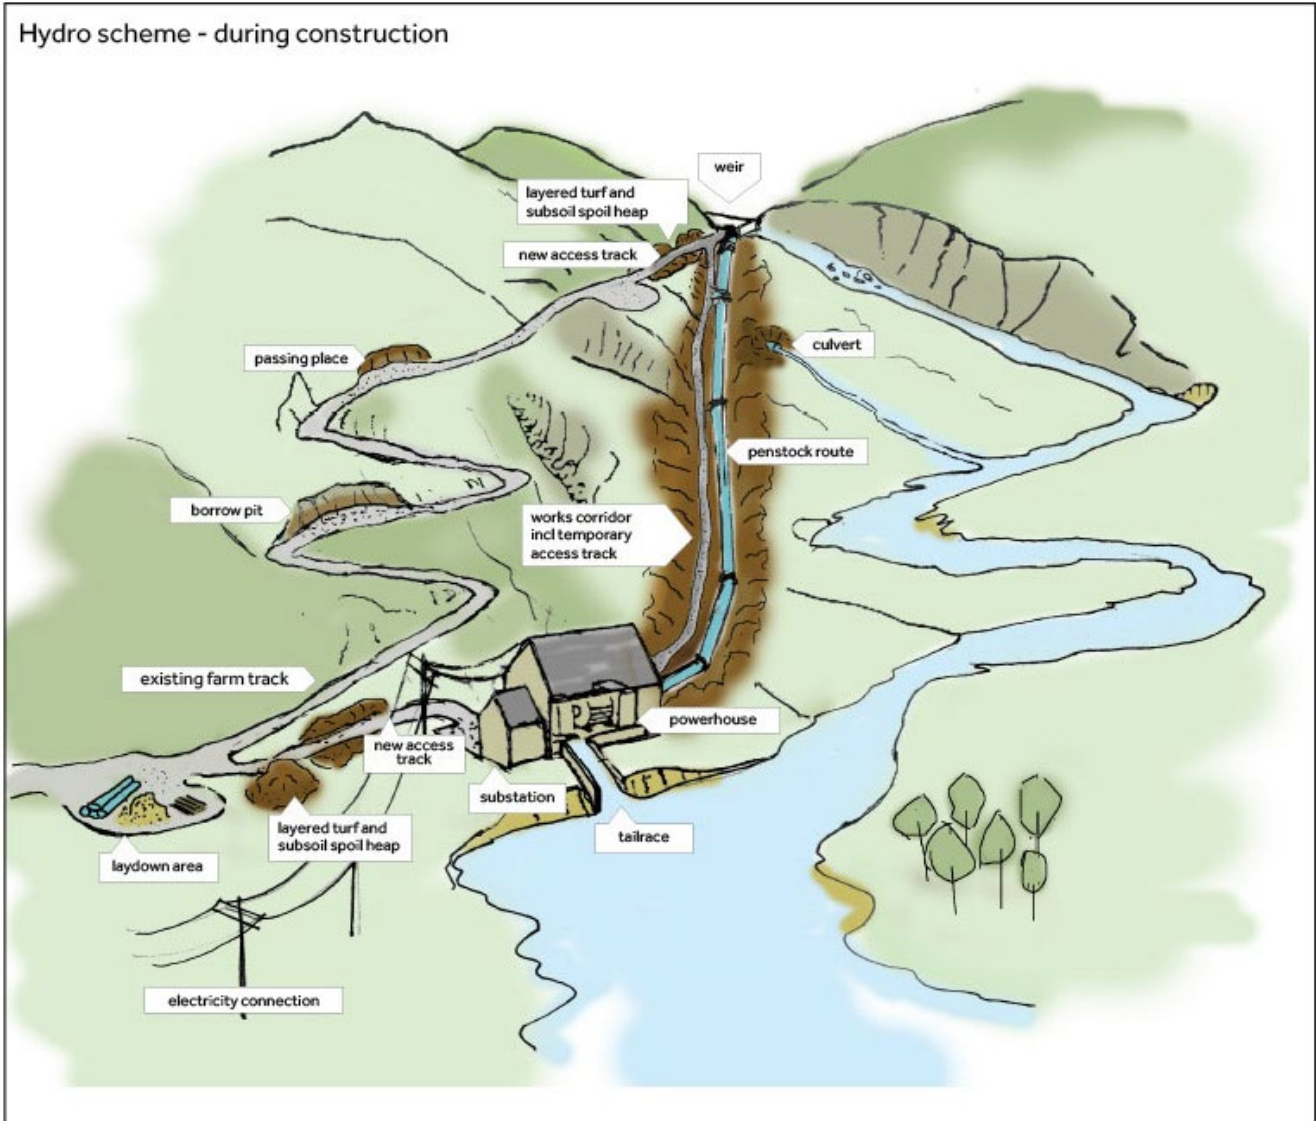 Hydro scheme - during construction
weir
layered turf and
subsoil spoil heap
new access track
passing place
culvert
penstock route
borrow pit
works corridor
incl temporary
access track
existing farm track
powerhouse
new access
track
substation
tailrace
layered turf and
subsoil spoil heap
laydown area
electricity connection